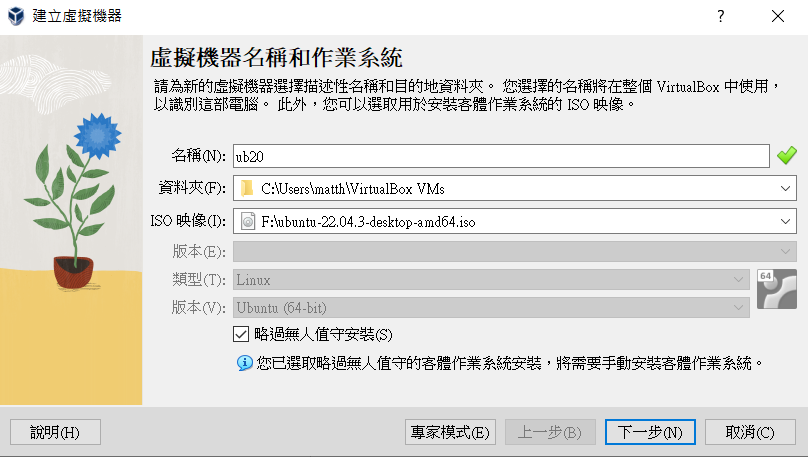 建立虛擬機器
?
虛擬機器名稱和作業系統
請為新的虛擬機器選擇描述性名稱和目的地資料夾。 您選擇的名稱將在整個 VirtualBox 中使用，
以識別這部電腦。 此外，您可以選取用於安裝客體作業系統的 ISO 映像。
名稱(N): ub20
資料夾(F): C:\Users\matth\VirtualBox VMs
ISO 映像(I): F:\ubuntu-22.04.3-desktop-amd64.iso
版本(E):
類型(T): Linux
64
版本(V): Ubuntu (64-bit)
略過無人值守安裝(S)
您已選取略過無人值守的客體作業系統安裝，將需要手動安裝客體作業系統。
說明(H) 專家模式(E) 上一步(B) 下一步(N) 取消(C)